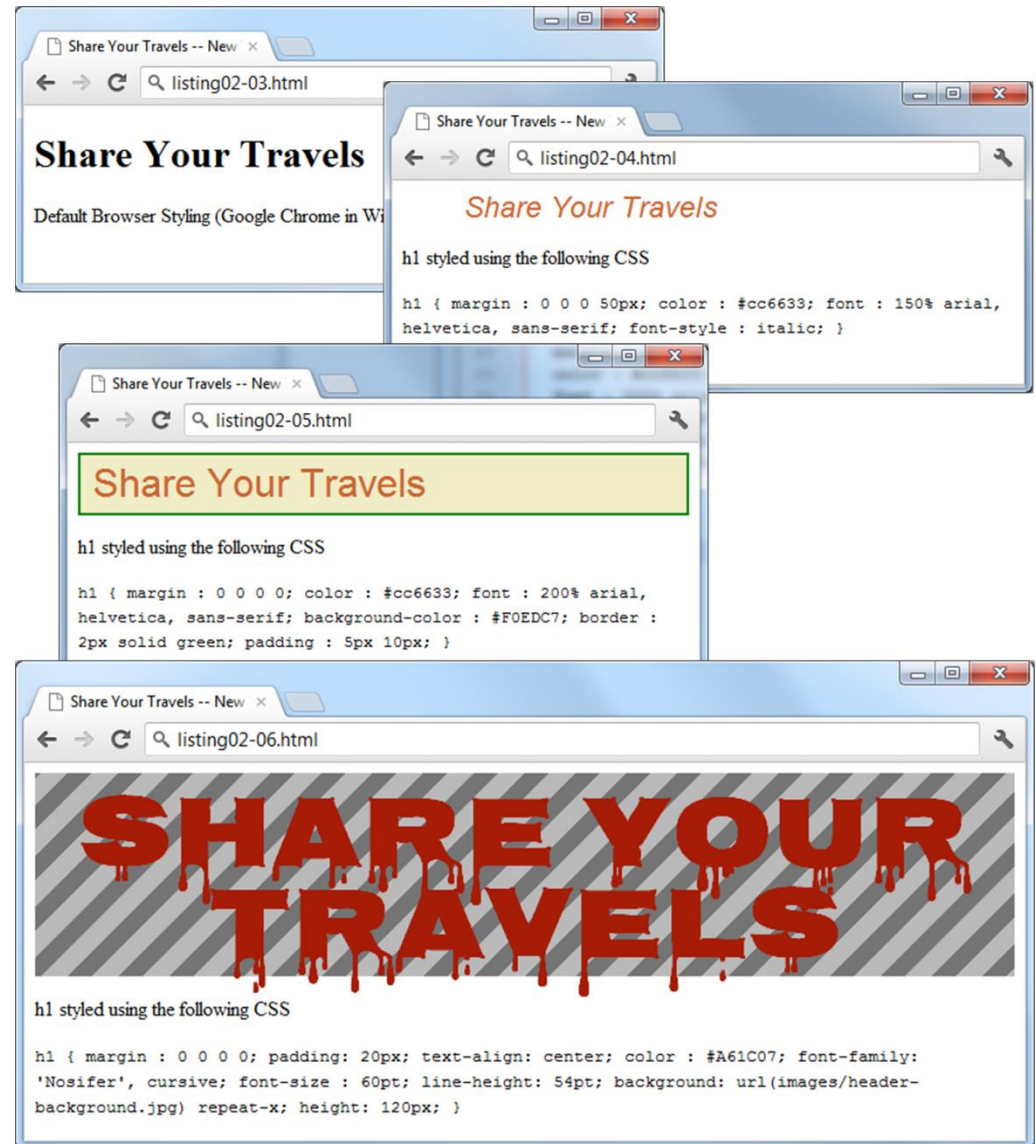 Share Your Travels -- New
listing02-03.html
Share Your Travels
Default Browser Styling (Google Chrome in
Share Your Travels -- New
listing02-04.html
Share Your Travels
h1 styled using the following CSS
h1 { margin : 0 0 0 50px; color : #cc6633; font : 150% arial,
helvetica, sans-serif; font-style : italic; }
Share Your Travels -- New
listing02-05.html
Share Your Travels
h1 styled using the following CSS
h1 { margin : 0 0 0 0; color : #cc6633; font : 200% arial,
helvetica, sans-serif; background-color : #F0EDC7; border :
2px solid green; padding : 5px 10px; }
Share Your Travels -- New
listing02-06.html
SHARE YOUR
TRAVELS
h1 styled using the following CSS
h1 { margin : 0 0 0 0; padding: 20px; text-align: center; color : #A61C07; font-family:
'Nosifer', cursive; font-size : 60pt; line-height: 54pt; background: url(images/header-
background.jpg) repeat-x; height: 120px; }